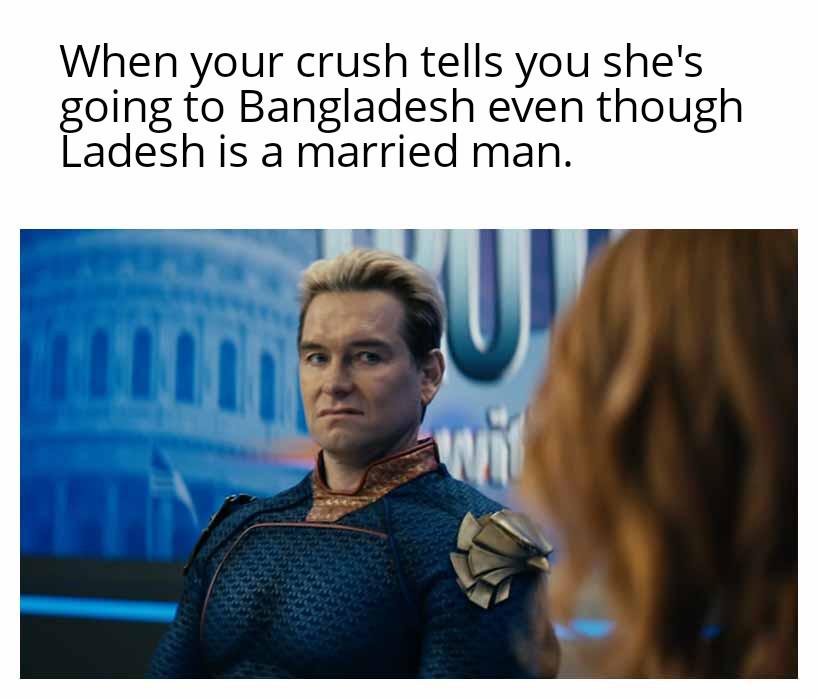 When your crush tells you she's
going to Bangladesh even though
Ladesh is a married man.